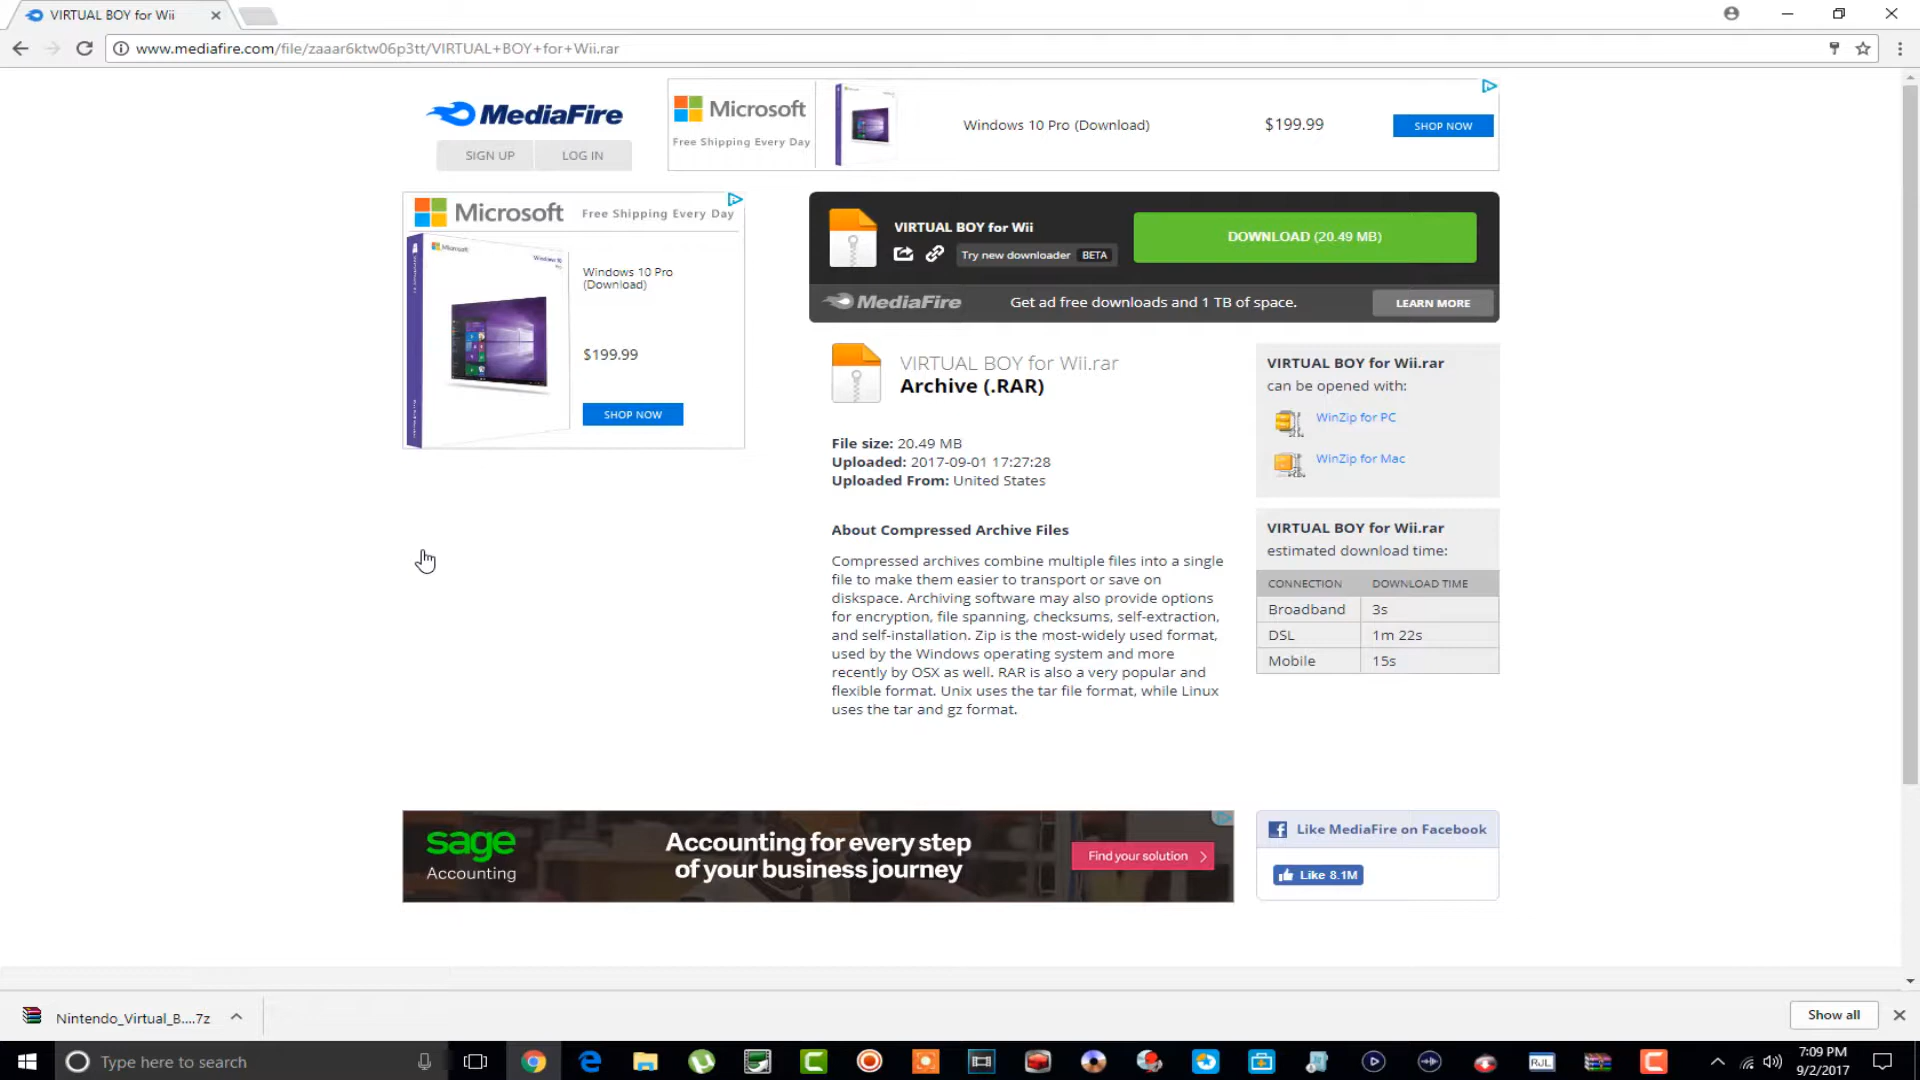 VIRTUAL BOY for Wii
www.mediafire.com/file/zaaar6ktw06p3tt/VIRTUAL+BOY+for+Wii.rar
MediaFire
SIGN UP
LOG IN
Microsoft
Free Shipping Every Day
Windows 10 Pro (Download)
$199.99
SHOP NOW
Microsoft
Free Shipping Every Day
Microsoft
Windows 10
Windows 10 Pro
(Download)
$199.99
SHOP NOW
VIRTUAL BOY for Wii
Try new downloader BETA
DOWNLOAD (20.49 MB)
MediaFire
Get ad free downloads and 1 TB of space.
LEARN MORE
VIRTUAL BOY for Wii.rar
Archive (.RAR)
File size: 20.49 MB
Uploaded: 2017-09-01 17:27:28
Uploaded From: United States
About Compressed Archive Files
Compressed archives combine multiple files into a single
file to make them easier to transport or save on
diskspace. Archiving software may also provide options
for encryption, file spanning, checksums, self-extraction,
and self-installation. Zip is the most-widely used format,
used by the Windows operating system and more
recently by OSX as well. RAR is also a very popular and
flexible format. Unix uses the tar file format, while Linux
uses the tar and gz format.
VIRTUAL BOY for Wii.rar
can be opened with:
WinZip for PC
WinZip for Mac
VIRTUAL BOY for Wii.rar
estimated download time:
CONNECTION DOWNLOAD TIME
Broadband 3s
DSL 1m 22s
Mobile 15s
sage
Accounting
Accounting for every step
of your business journey
Find your solution
Like MediaFire on Facebook
Like 8.1M
Nintendo_Virtual_B....7z
Show all
Type here to search
RJL
7:09 PM
9/2/2017